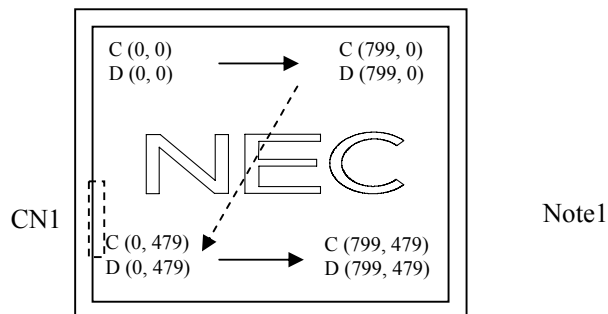 C (0, 0)
D (0, 0)
C (799, 0)
D (799, 0)
NEC
CN1
Note1
C (0, 479)
D (0, 479)
C (799, 479)
D (799, 479)